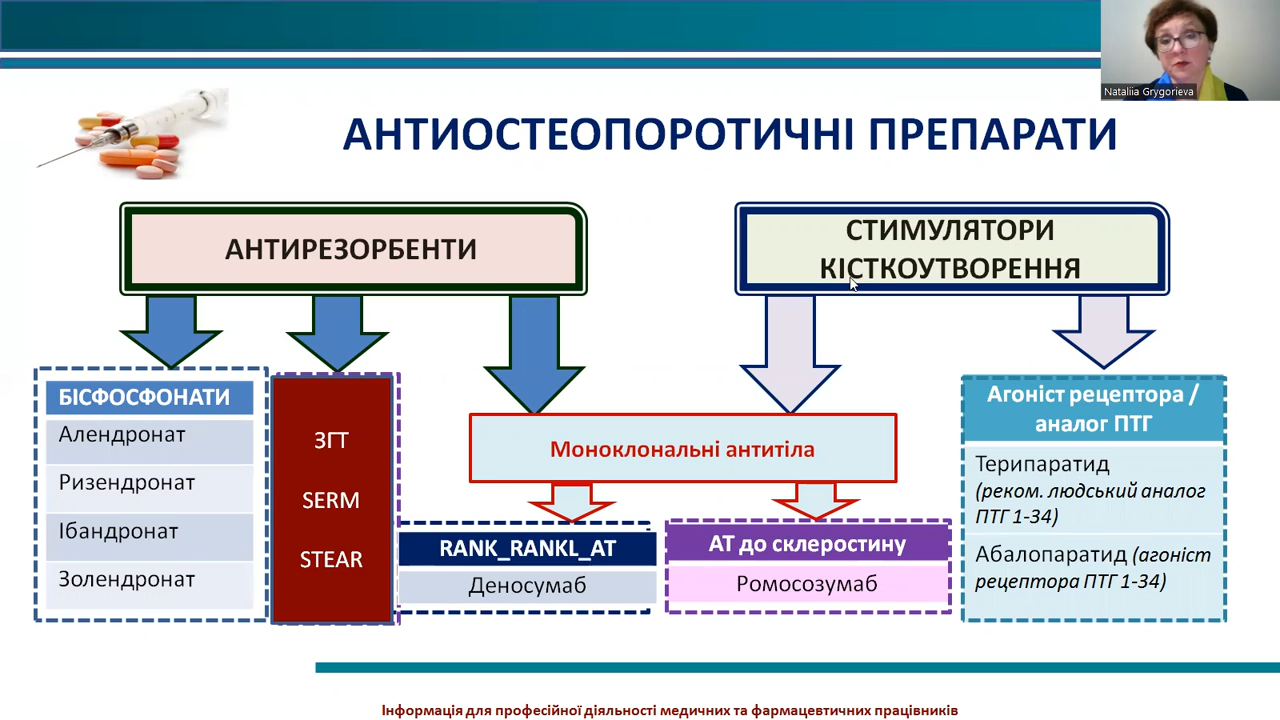 Nataliia Grygorieva
АНТИОСТЕОПОРОТИЧНІ ПРЕПАРАТИ
АНТИРЕЗОРБЕНТИ
СТИМУЛЯТОРИ
КІСТКОУТВОРЕННЯ
БІСФОСФОНАТИ
Алендронат
Ризендронат
Ібандронат
Золендронат
ЗГТ
SERM
STEAR
Моноклональні антитіла
RANK_RANKL_AT
Деносумаб
АТ до склеростину
Ромосозумаб
Агоніст рецептора /
аналог ПТГ
Терипаратид
(реком. людський аналог
ПТГ 1-34)
Абалопаратид (агоніст
рецептора ПТГ 1-34)
Інформація для професійної діяльності медичних та фармацевтичних працівників